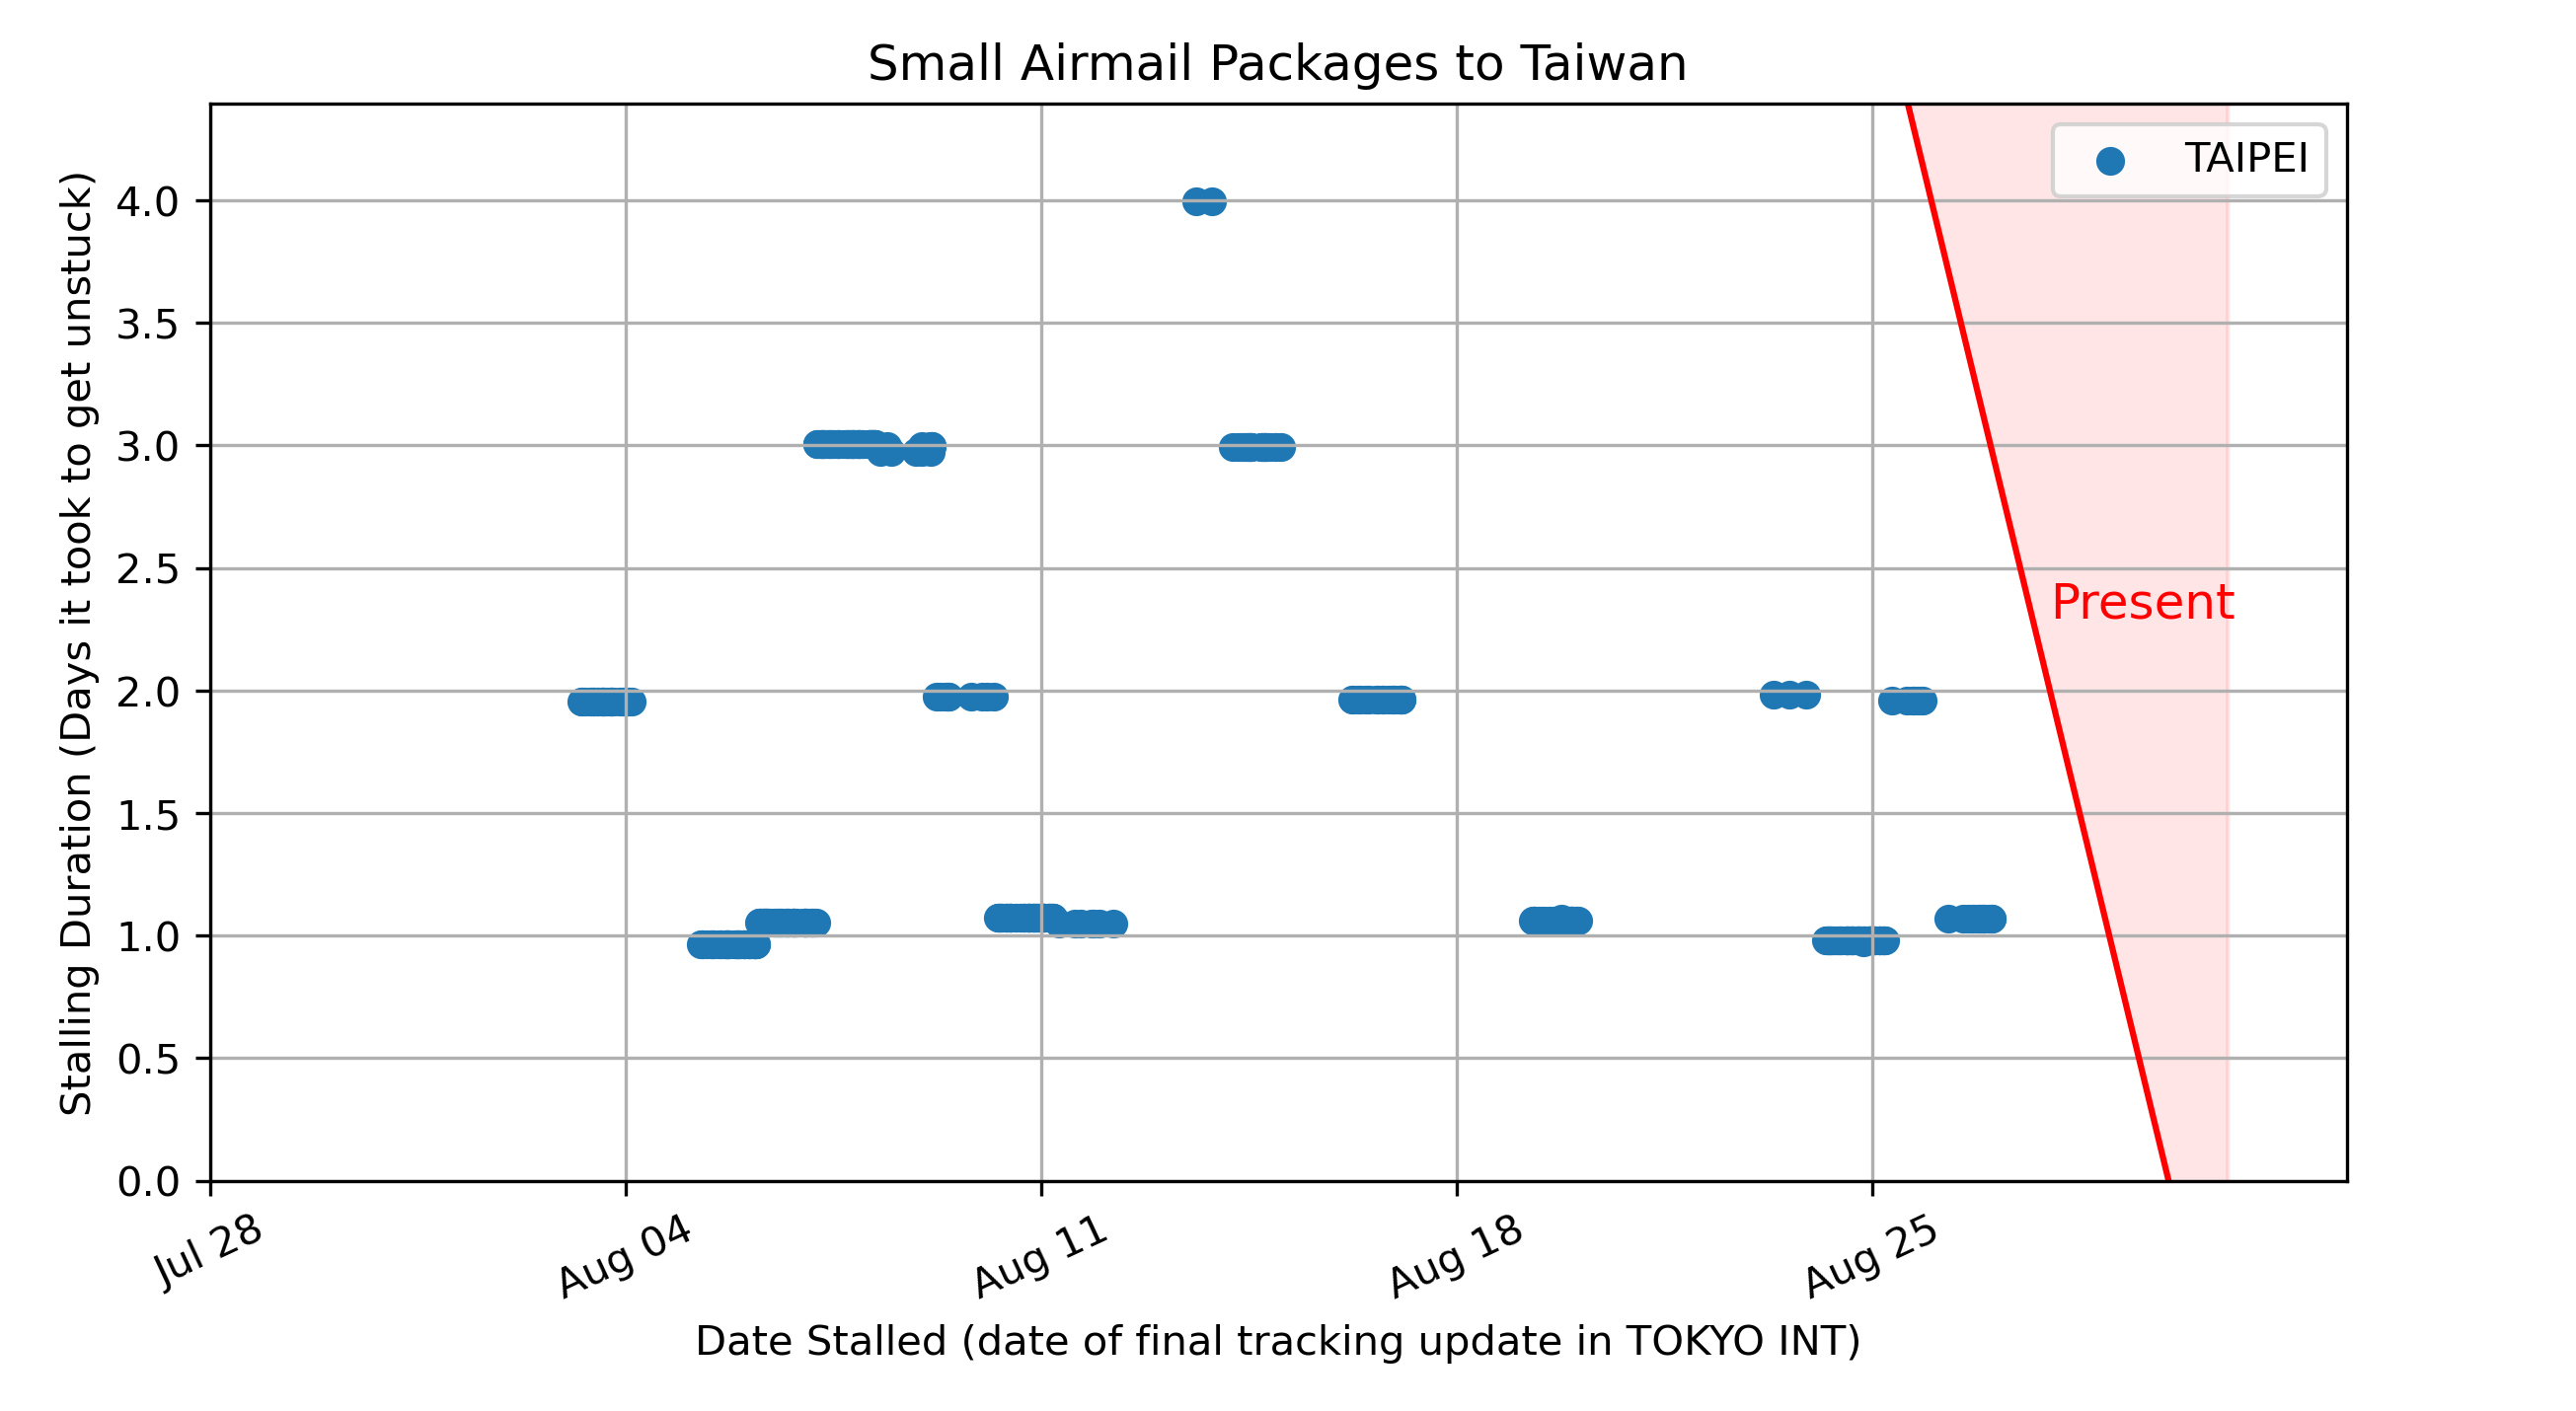 Small Airmail Packages to Taiwan
TAIPEI
Stalling Duration (Days it took to get unstuck)
4.0
3.5
3.0
2.5
2.0
1.5
1.0
0.5
0.0
Present
Jul 28
Aug 04
Aug 11
Aug 18
Aug 25
Date Stalled (date of final tracking update in TOKYO INT)